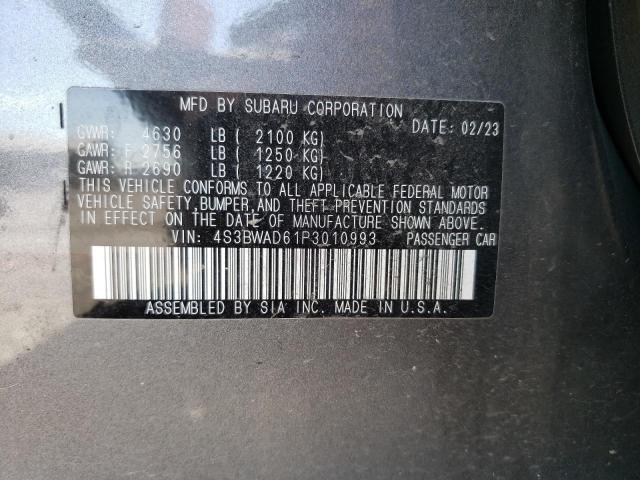 MFD BY SUBARU CORPORATION
DATE: 02/23
GVWR: 4630 LB ( 2100 KG)
GAWR: F 2756 LB ( 1250 KG)
GAWR: R 2690 LB ( 1220 KG)
THIS VEHICLE CONFORMS TO ALL APPLICABLE FEDERAL MOTOR
VEHICLE SAFETY, BUMPER, AND THEFT PREVENTION STANDARDS
IN EFFECT ON THE DATE OF MANUFACTURE SHOWN ABOVE.
VIN: 4S3BWAD61P3010993 PASSENGER CAR
ASSEMBLED BY SIA INC. MADE IN U.S.A.